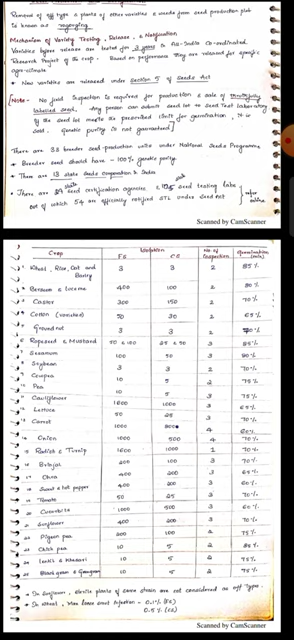 Removal of off type & plants of other varieties & weeds from seed production plot
is known as rogueging
Mechanism of Variety Testing, Release & Notification
Varieties before release are tested for 3 years in All-India Co-ordinated
Research Project of the crop. Based on performance they are released for specific
agro-climate
• New varieties are released under Section 5 of Seeds Act
[Note - No field Inspection is required for production & sale of truthfully
labelled seed. Any person can submit seed lot to Seed Test laboratory
If the seed lot meets the prescribed limit for germination, it is
sold. Genetic purity is not guaranteed]
There are 33 breeder seed production units under National Seeds Programme
• Breeder seed should have - 100% genetic purity.
• There are 13 state seeds corporation in India
• There are state seed certification agencies & seed testing labs
out of which 54 are officially notified STL under seed act
refer
online
Scanned by CamScanner
Crop Isolation No. of Inspection Germination (min)
FS CS
Wheat, Rice, Oat and Barley 3 3 2 85%
Berseem & lucerne 400 100 2 80%
Castor 300 150 2 70%
Cotton (varieties) 50 30 2 65%
Ground nut 3 3 2 70%
Rapeseed & Mustard 3 85%
Sesamum 100 50 3 80%
Soybean 3 3 2 70%
Cowpea 10 5 2 75%
Pea 10 5 3 75%
Cauliflower 1600 1000 3 65%
Lettuce 50 25 3 70%
Carrot 1000 800 4 60%
Onion 1000 500 4 70%
Radish & Turnip 1600 1000 1 70%
Brinjal 200 100 3 70%
Okra 400 200 3 65%
Sweet & hot pepper 400 200 3 60%
Tomato 50 25 3 70%
Cucurbits 1000 500 3 60%
Sunflower 400 200 3 70%
Pigeon pea 200 100 4 75%
Chick pea 10 5 2 85%
Lentil & Khesari 10 5 2 75%
Black gram & Greengram 10 5 2 75%
• In Sunflower, sterile plants of same strain are not considered as off types.
• In wheat, Max loose smut infection - 0.1% (FS)
0.5% (CS)
Scanned by CamScanner